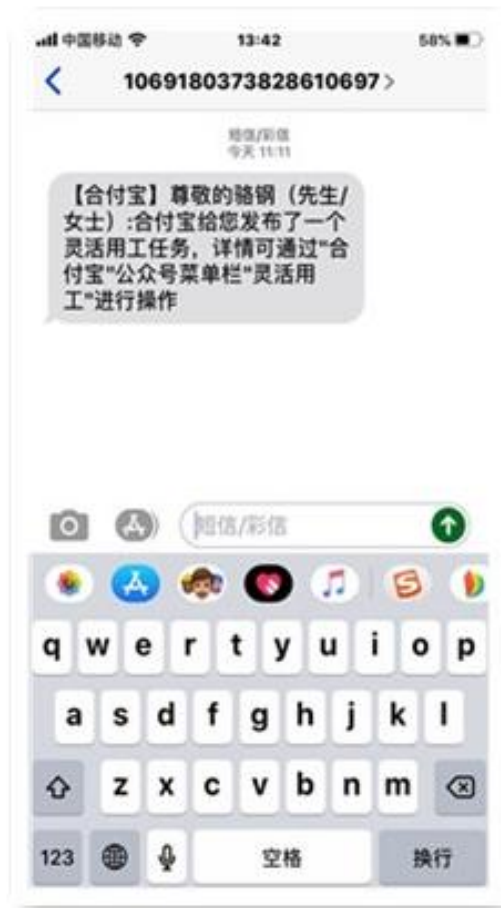 中国移动 13:42 58%
10691803738286​10697>
短信/彩信
今天 11:11
【合付宝】尊敬的骆钢（先生/
女士）:合付宝给您发布了一个
灵活用工任务，详情可通过"合
付宝"公众号菜单栏"灵活用
工"进行操作
短信/彩信
q w e r t y u i o p
a s d f g h j k l
z x c v b n m
123 空格 换行